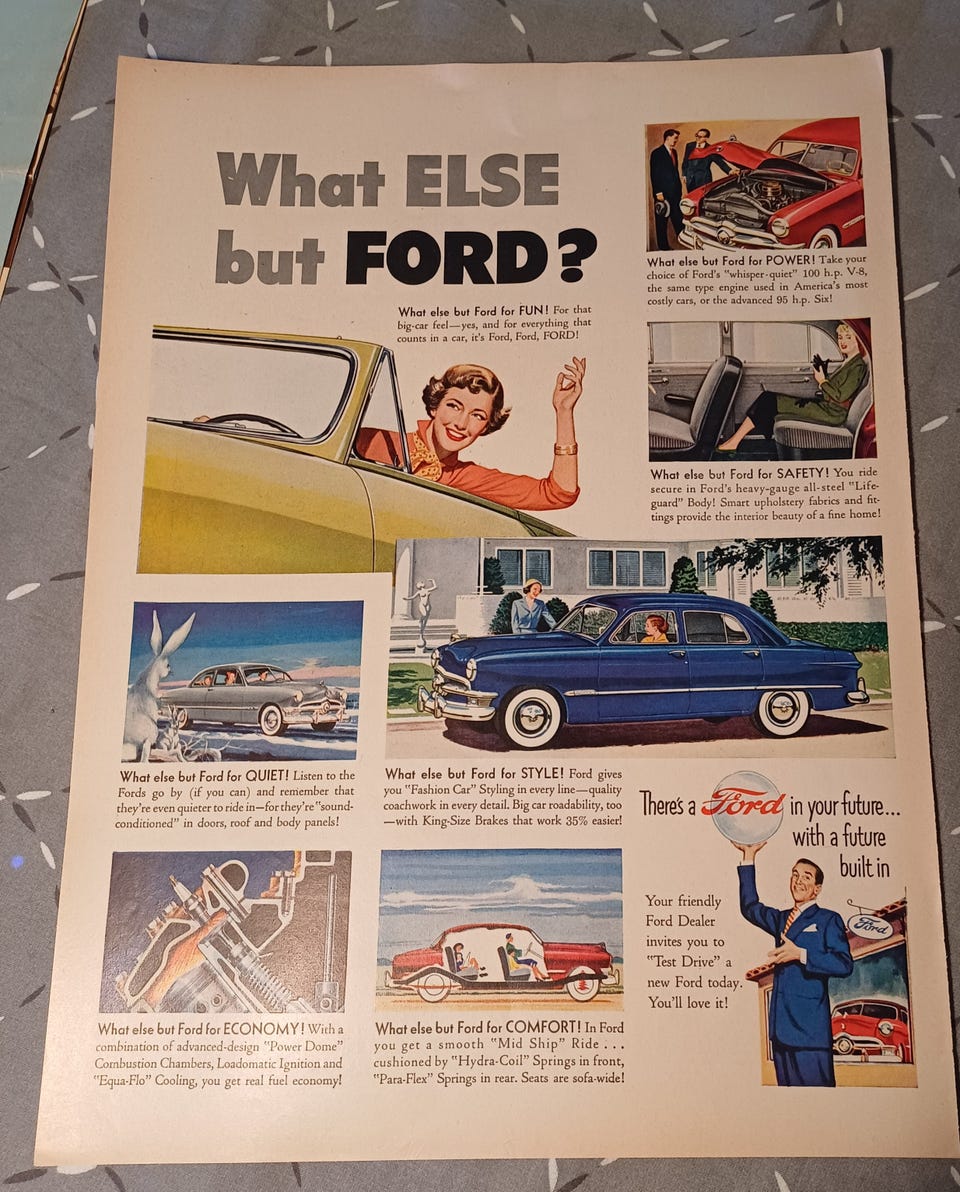 What ELSE
but FORD?
What else but Ford for FUN! For that
big-car feel—yes, and for everything that
counts in a car, it's Ford, Ford, FORD!
What else but Ford for POWER! Take your
choice of Ford's "whisper-quiet" 100 h.p. V-8,
the same type engine used in America's most
costly cars, or the advanced 95 h.p. Six!
What else but Ford for SAFETY! You ride
secure in Ford's heavy-gauge all-steel "Life-
guard" Body! Smart upholstery fabrics and fit-
tings provide the interior beauty of a fine home!
What else but Ford for QUIET! Listen to the
Fords go by (if you can) and remember that
they're even quieter to ride in—for they're "sound-
conditioned" in doors, roof and body panels!
What else but Ford for STYLE! Ford gives
you "Fashion Car" Styling in every line—quality
coachwork in every detail. Big car roadability, too
—with King-Size Brakes that work 35% easier!
What else but Ford for ECONOMY! With a
combination of advanced-design "Power Dome"
Combustion Chambers, Loadomatic Ignition and
"Equa-Flo" Cooling, you get real fuel economy!
What else but Ford for COMFORT! In Ford
you get a smooth "Mid Ship" Ride . . .
cushioned by "Hydra-Coil" Springs in front,
"Para-Flex" Springs in rear. Seats are sofa-wide!
There's a Ford in your future...
with a future
built in
Your friendly
Ford Dealer
invites you to
"Test Drive" a
new Ford today.
You'll love it!
Ford